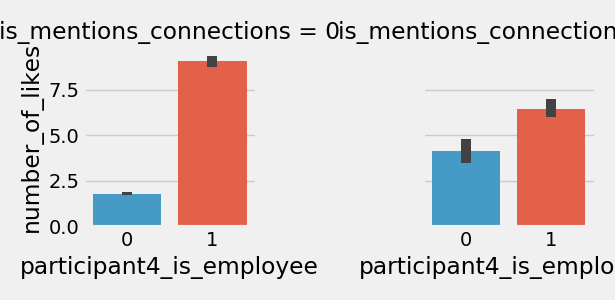 is_mentions_connections = 0
is_mentions_connection
number_of_likes
7.5
5.0
2.5
0.0
0 1
0 1
participant4_is_employee
participant4_is_emplo